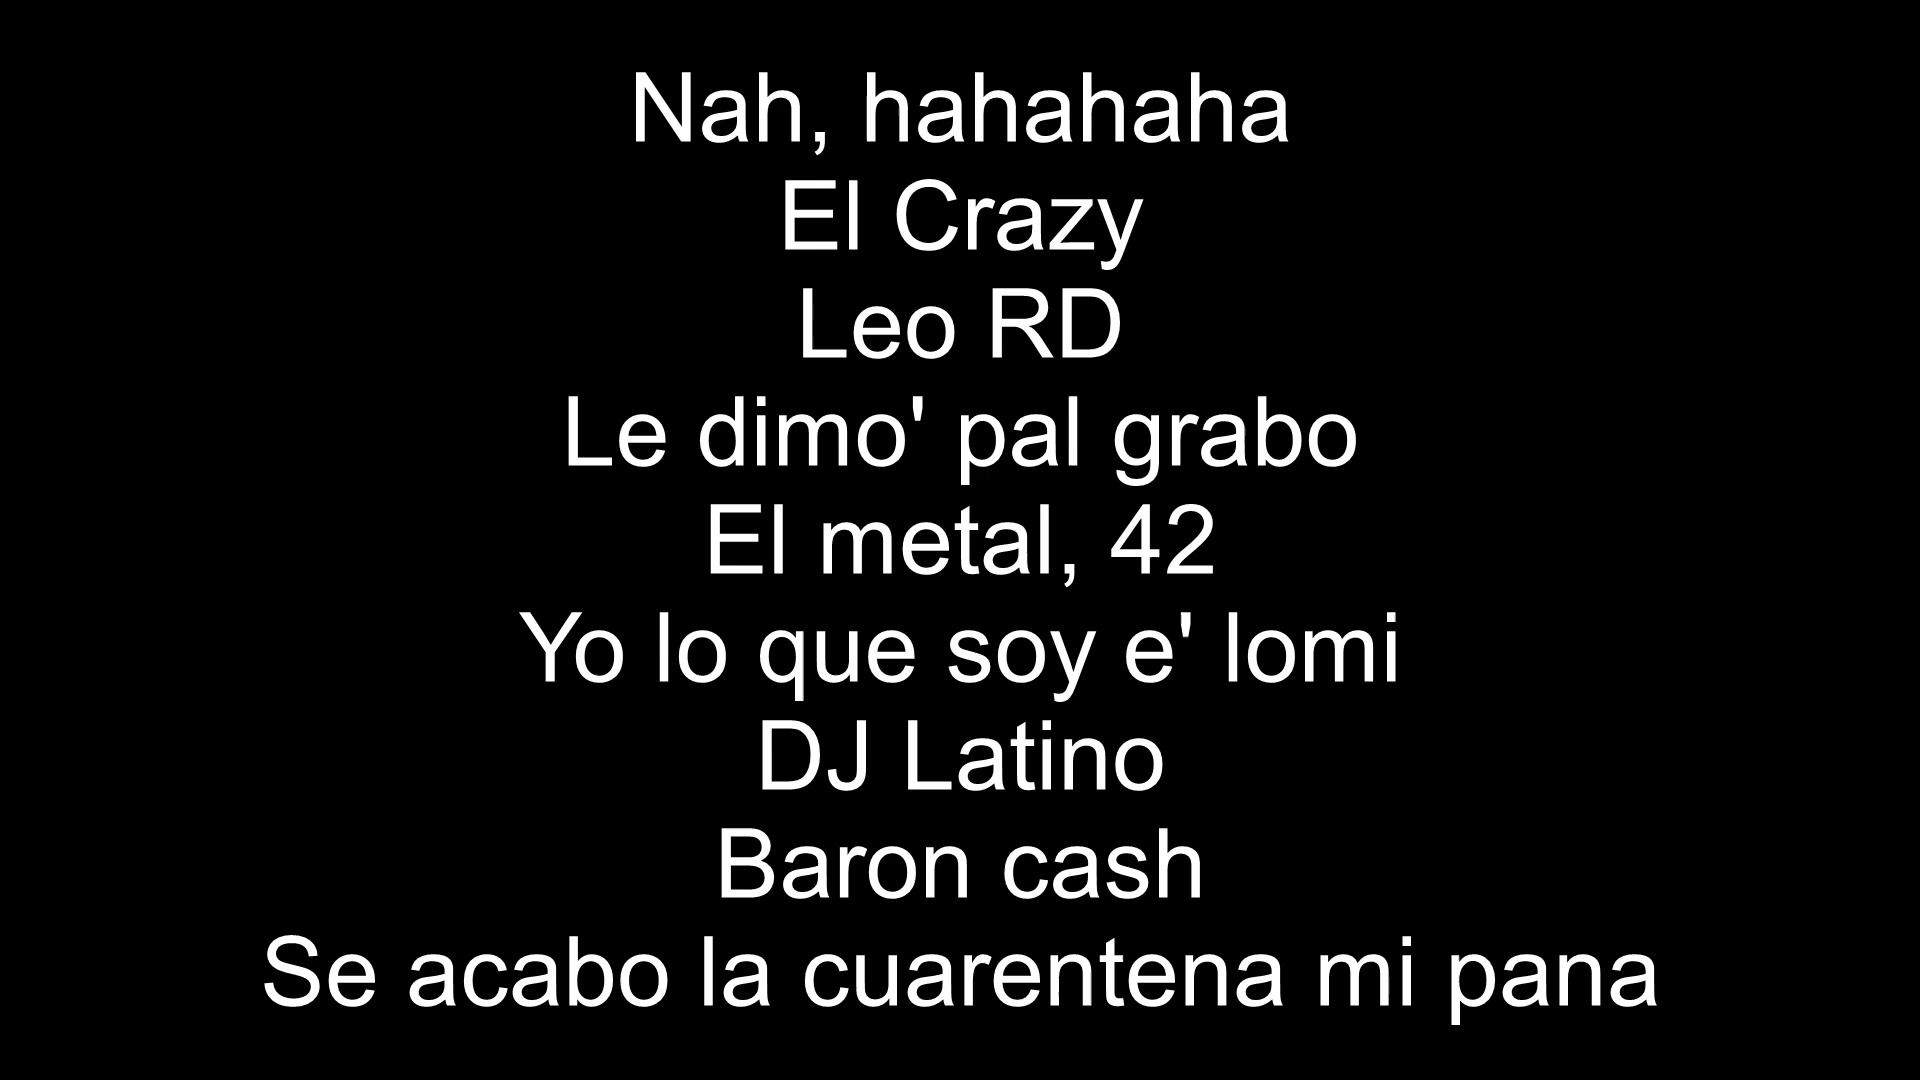 Nah, hahahaha
El Crazy
Leo RD
Le dimo' pal grabo
El metal, 42
Yo lo que soy e' lomi
DJ Latino
Baron cash
Se acabo la cuarentena mi pana